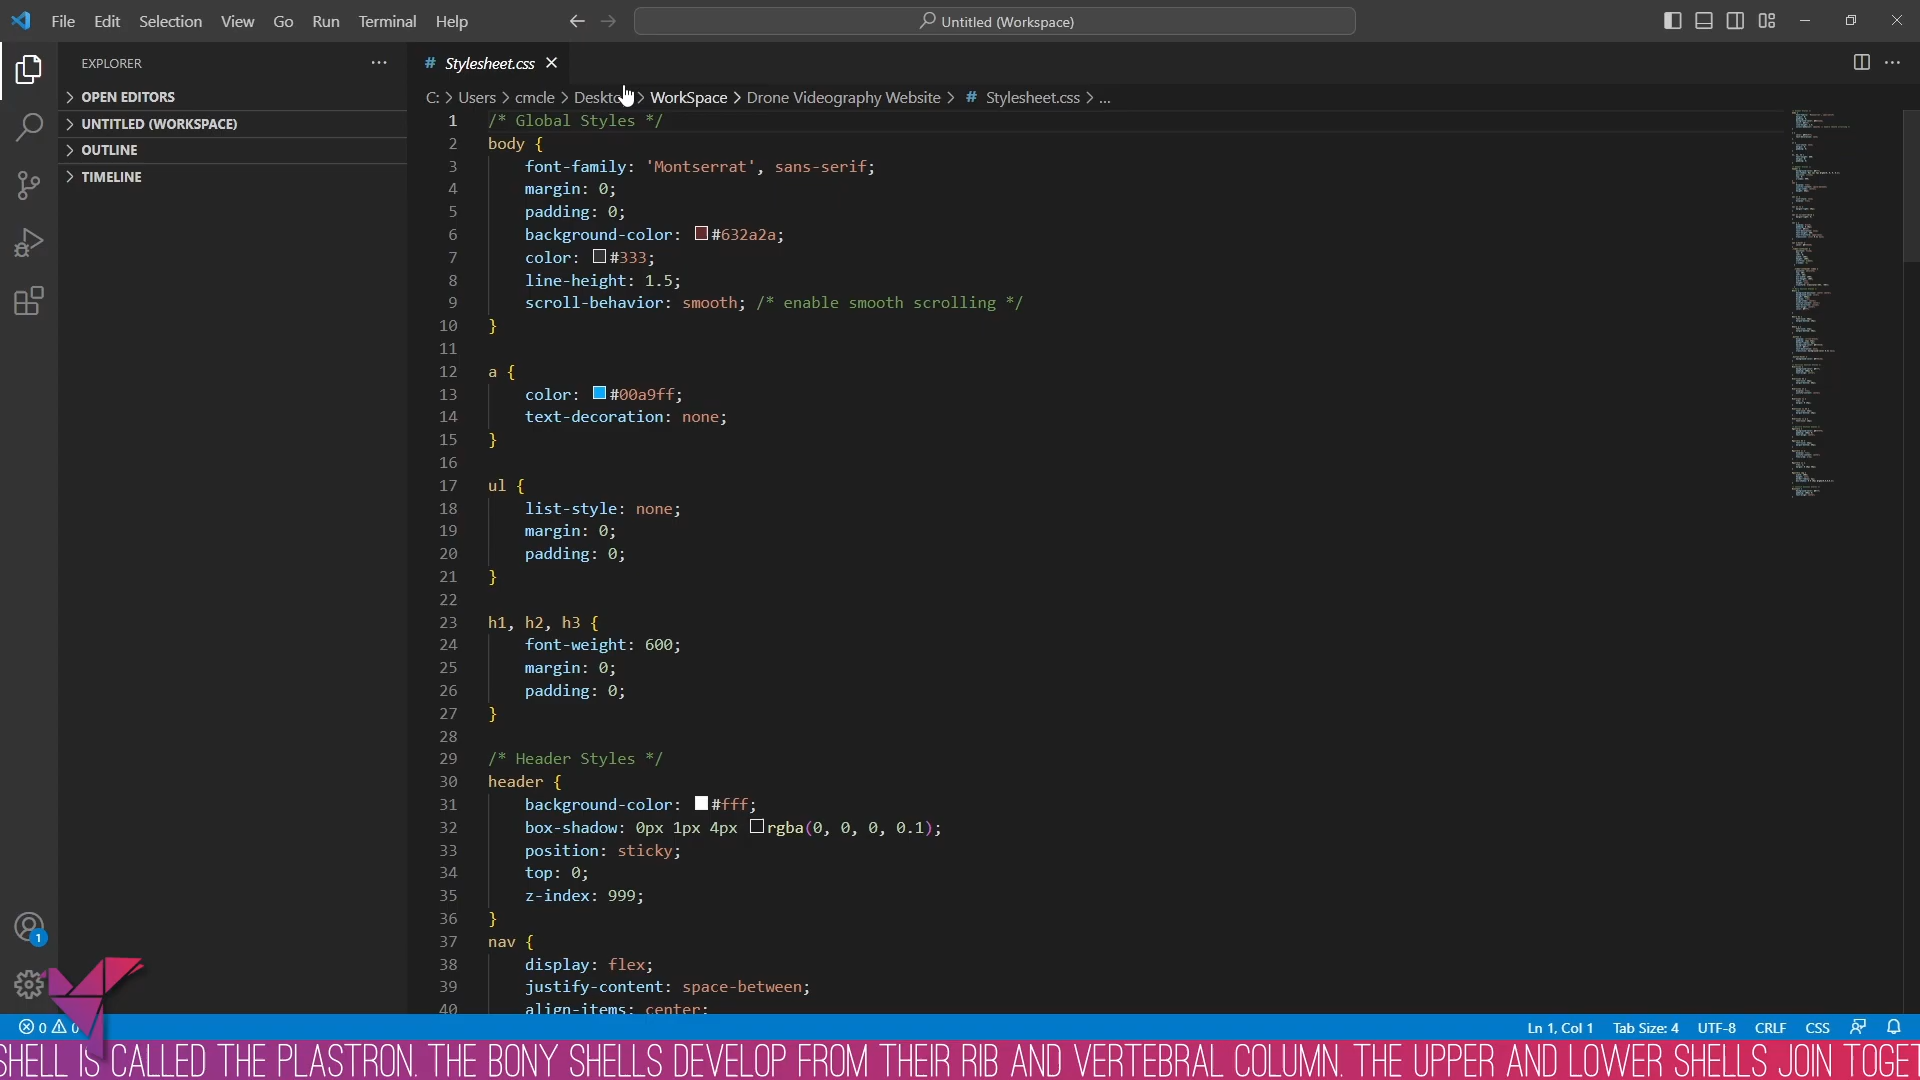 File Edit Selection View Go Run Terminal Help
Untitled (Workspace)
EXPLORER
OPEN EDITORS
UNTITLED (WORKSPACE)
OUTLINE
TIMELINE
# Stylesheet.css
C: > Users > cmcle > Deskto > WorkSpace > Drone Videography Website > # Stylesheet.css > ...
1 /* Global Styles */
2 body {
3 font-family: 'Montserrat', sans-serif;
4 margin: 0;
5 padding: 0;
6 background-color: #632a2a;
7 color: #333;
8 line-height: 1.5;
9 scroll-behavior: smooth; /* enable smooth scrolling */
10 }
11
12 a {
13 color: #00a9ff;
14 text-decoration: none;
15 }
16
17 ul {
18 list-style: none;
19 margin: 0;
20 padding: 0;
21 }
22
23 h1, h2, h3 {
24 font-weight: 600;
25 margin: 0;
26 padding: 0;
27 }
28
29 /* Header Styles */
30 header {
31 background-color: #fff;
32 box-shadow: 0px 1px 4px rgba(0, 0, 0, 0.1);
33 position: sticky;
34 top: 0;
35 z-index: 999;
36 }
37 nav {
38 display: flex;
39 justify-content: space-between;
40 align-items: center;
1
0 0
Ln 1, Col 1 Tab Size: 4 UTF-8 CRLF CSS
SHELL IS CALLED THE PLASTRON. THE BONY SHELLS DEVELOP FROM THEIR RIB AND VERTEBRAL COLUMN. THE UPPER AND LOWER SHELLS JOIN TOGET